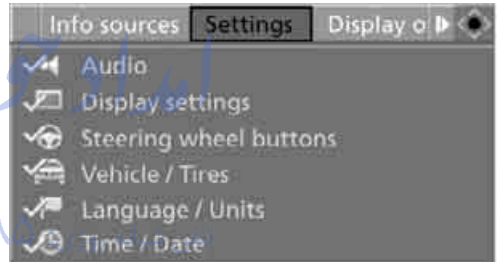 Info sources Settings Display o
Audio
Display settings
Steering wheel buttons
Vehicle / Tires
Language / Units
Time / Date